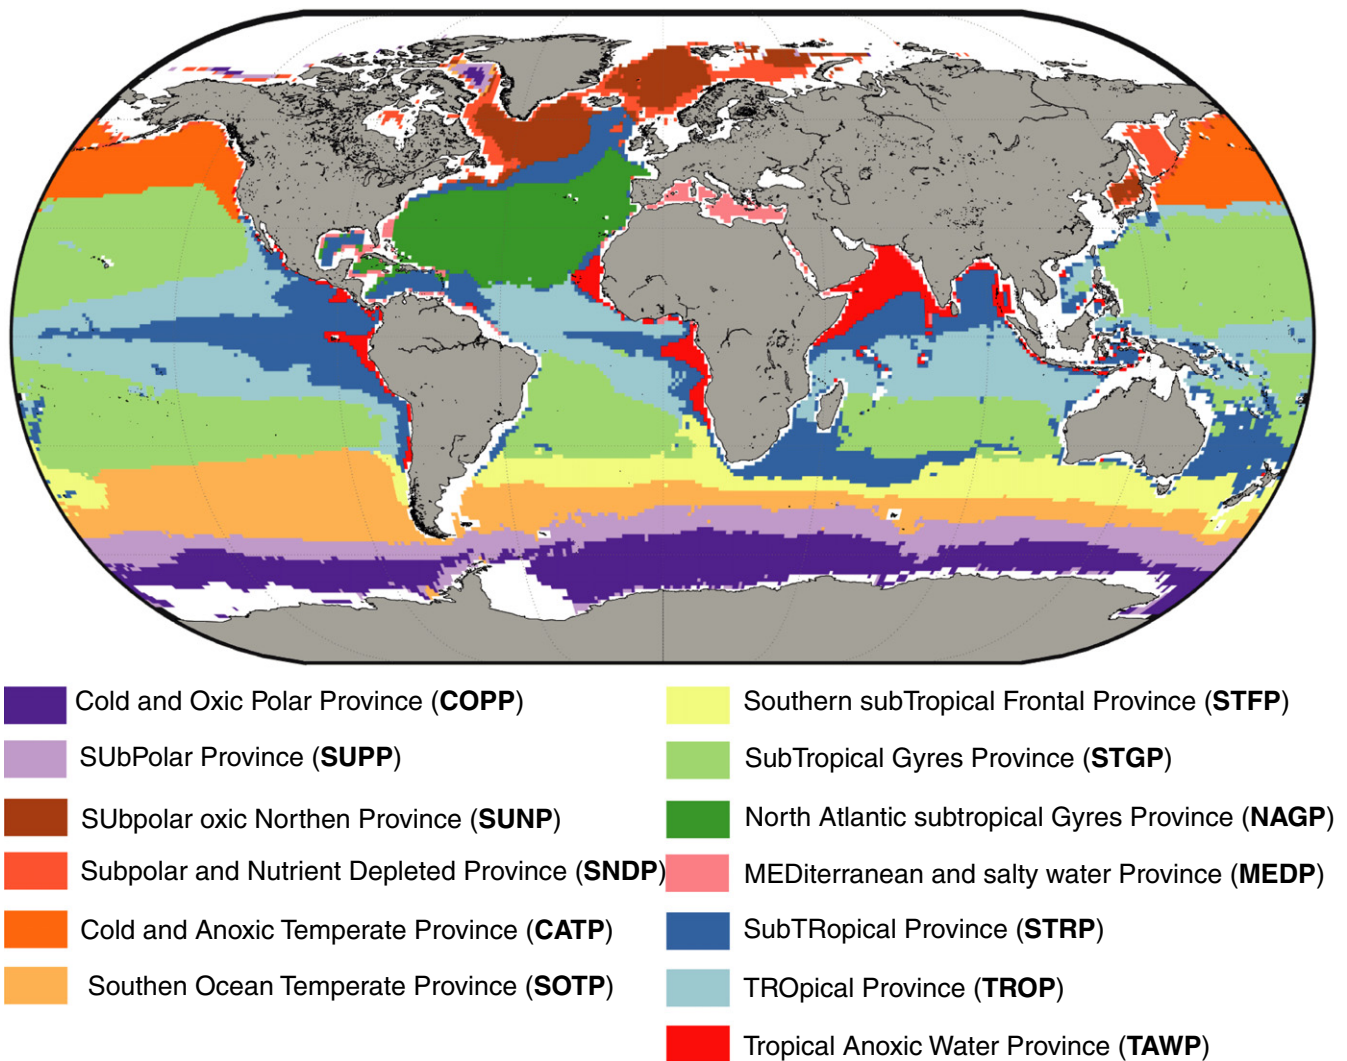 Cold and Oxic Polar Province (COPP)
SUbPolar Province (SUPP)
SUbpolar oxic Northen Province (SUNP)
Subpolar and Nutrient Depleted Province (SNDP)
Cold and Anoxic Temperate Province (CATP)
Southen Ocean Temperate Province (SOTP)
Southern subTropical Frontal Province (STFP)
SubTropical Gyres Province (STGP)
North Atlantic subtropical Gyres Province (NAGP)
MEDiterranean and salty water Province (MEDP)
SubTRopical Province (STRP)
TROpical Province (TROP)
Tropical Anoxic Water Province (TAWP)